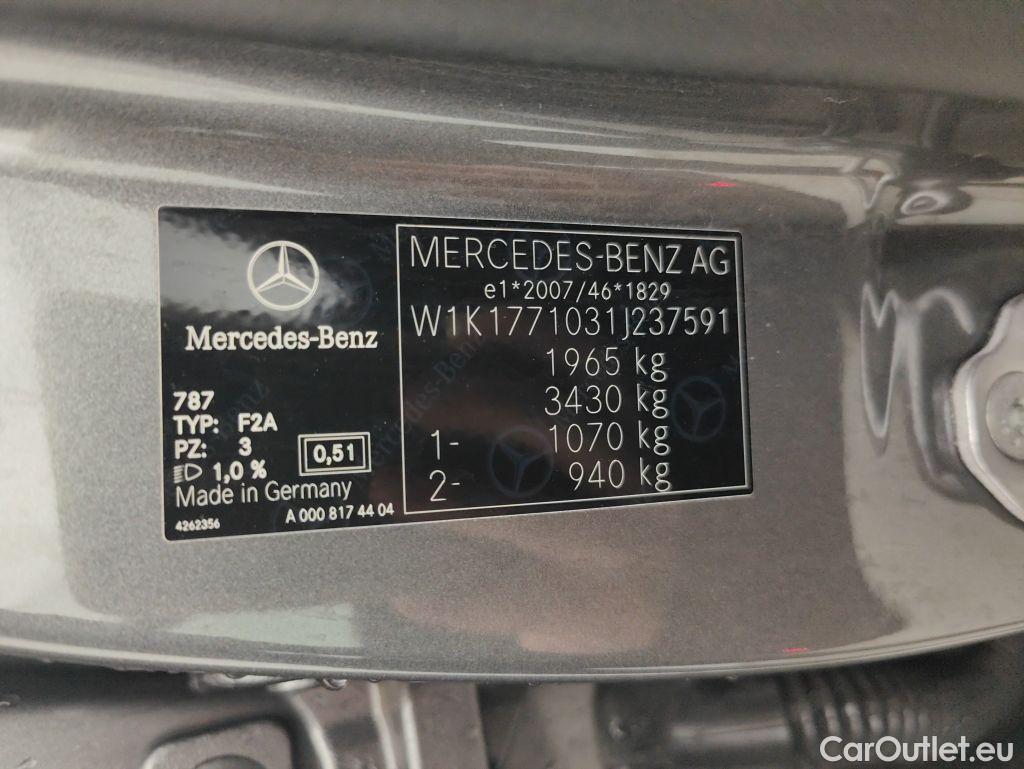 Mercedes-Benz
787
TYP: F2A
PZ: 3
1,0 %
0,51
Made in Germany
4262356
A 000 817 44 04
MERCEDES-BENZ AG
e1*2007/46*1829
W1K1771031J237591
1965 kg
3430 kg
1- 1070 kg
2- 940 kg
CarOutlet.eu